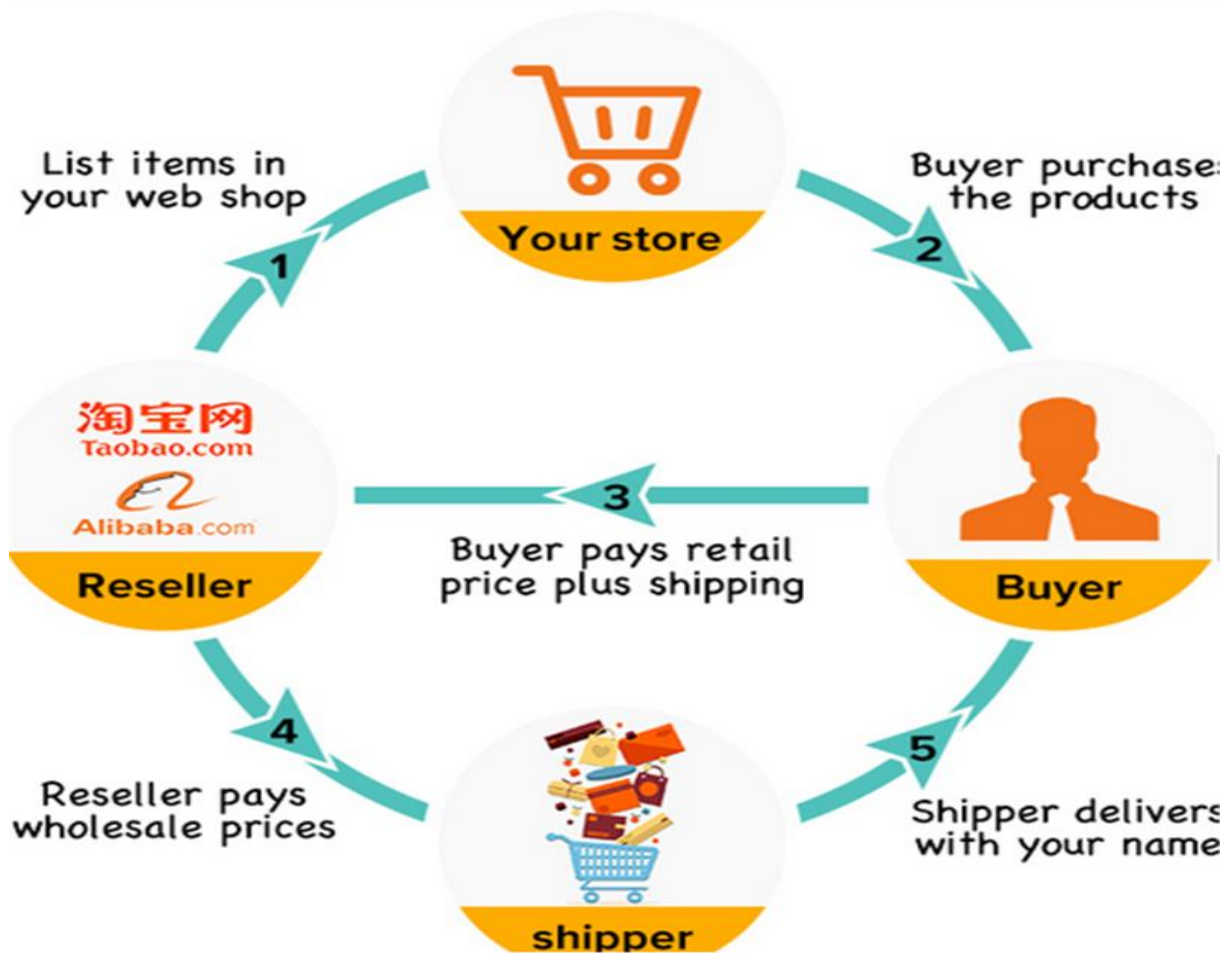 List items in
your web shop
1
Your store
Buyer purchases
the products
2
淘宝网
Taobao.com
Alibaba.com
Reseller
3
Buyer pays retail
price plus shipping
Buyer
4
Reseller pays
wholesale prices
shipper
5
Shipper delivers
with your name